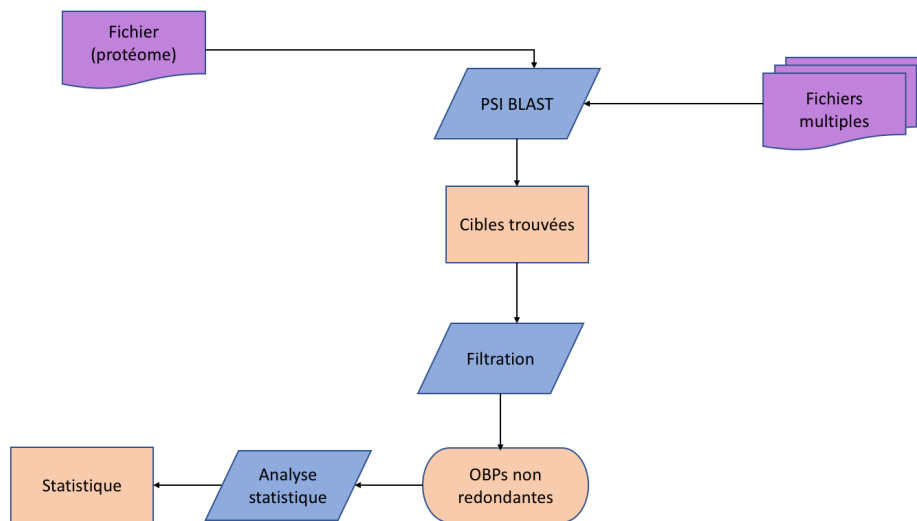 Fichier
(protéome)
PSI BLAST
Fichiers
multiples
Cibles trouvées
Filtration
OBPs non
redondantes
Analyse
statistique
Statistique